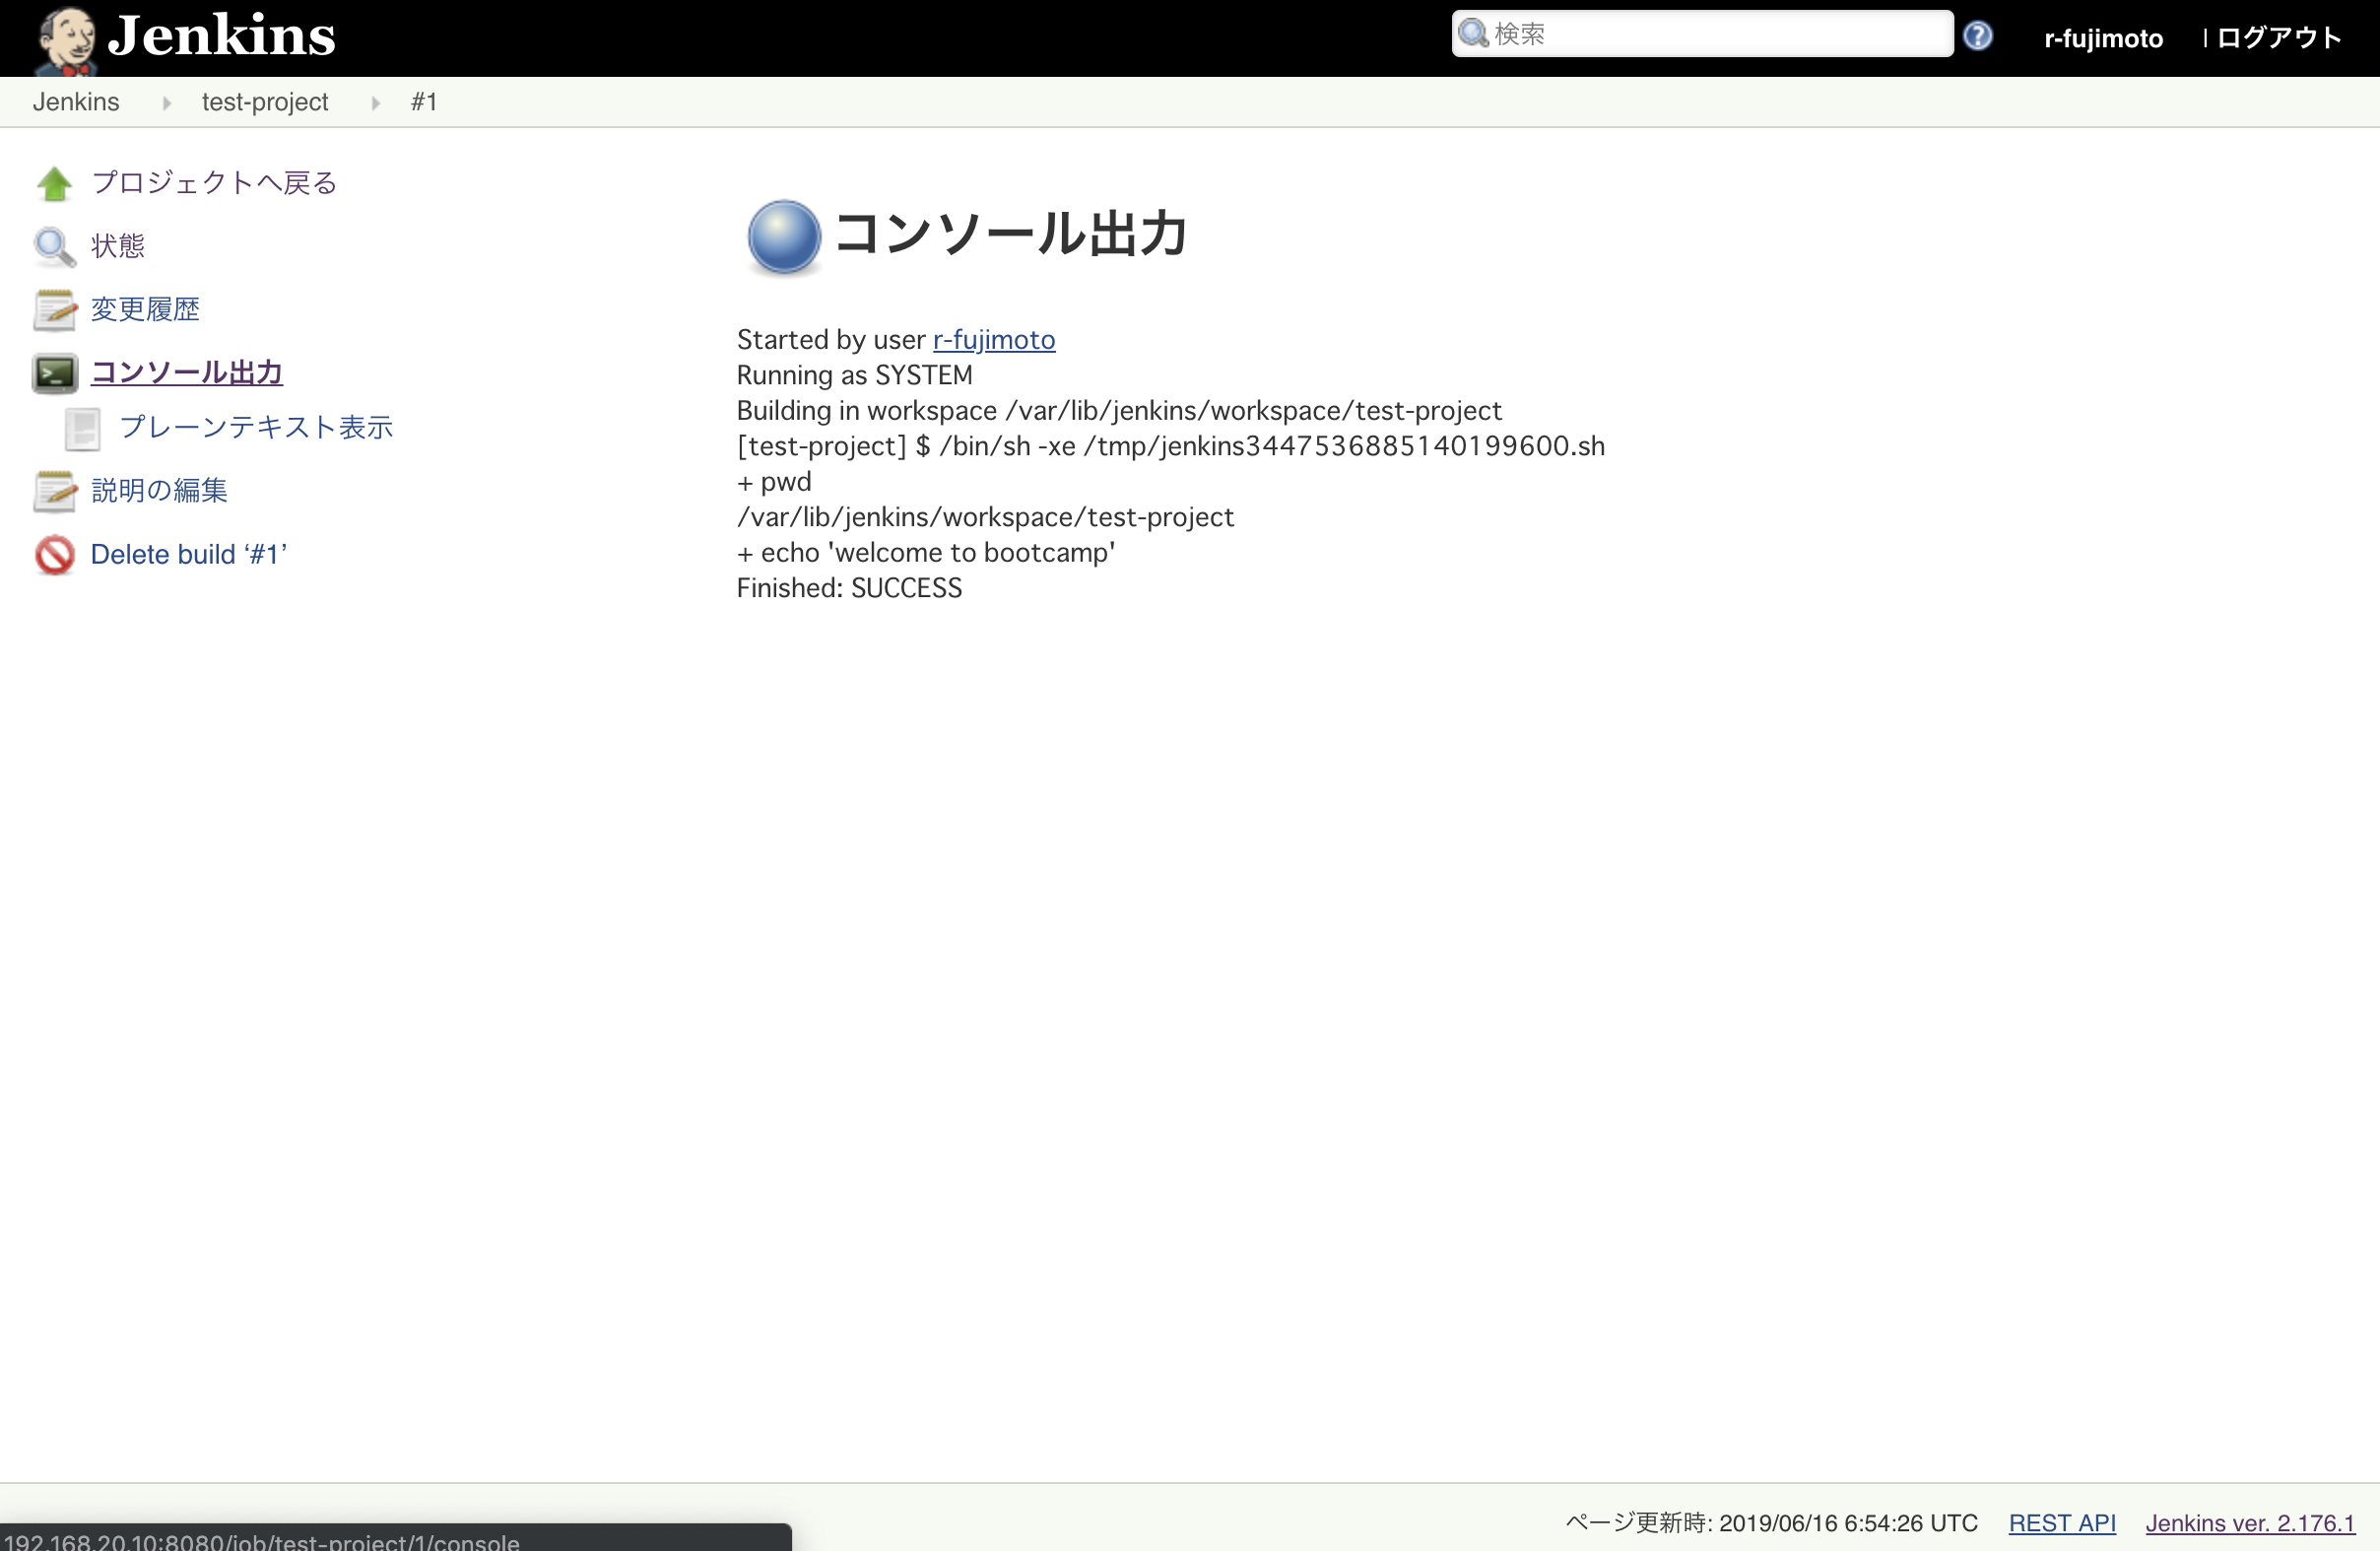 Jenkins
検索
r-fujimoto
| ログアウト
Jenkins
test-project
#1
プロジェクトへ戻る
状態
変更履歴
コンソール出力
プレーンテキスト表示
説明の編集
Delete build ‘#1’
コンソール出力
Started by user r-fujimoto
Running as SYSTEM
Building in workspace /var/lib/jenkins/workspace/test-project
[test-project] $ /bin/sh -xe /tmp/jenkins3447536885140199600.sh
+ pwd
/var/lib/jenkins/workspace/test-project
+ echo 'welcome to bootcamp'
Finished: SUCCESS
ページ更新時: 2019/06/16 6:54:26 UTC
REST API
Jenkins ver. 2.176.1
192.168.20.10:8080/job/test-project/1/console